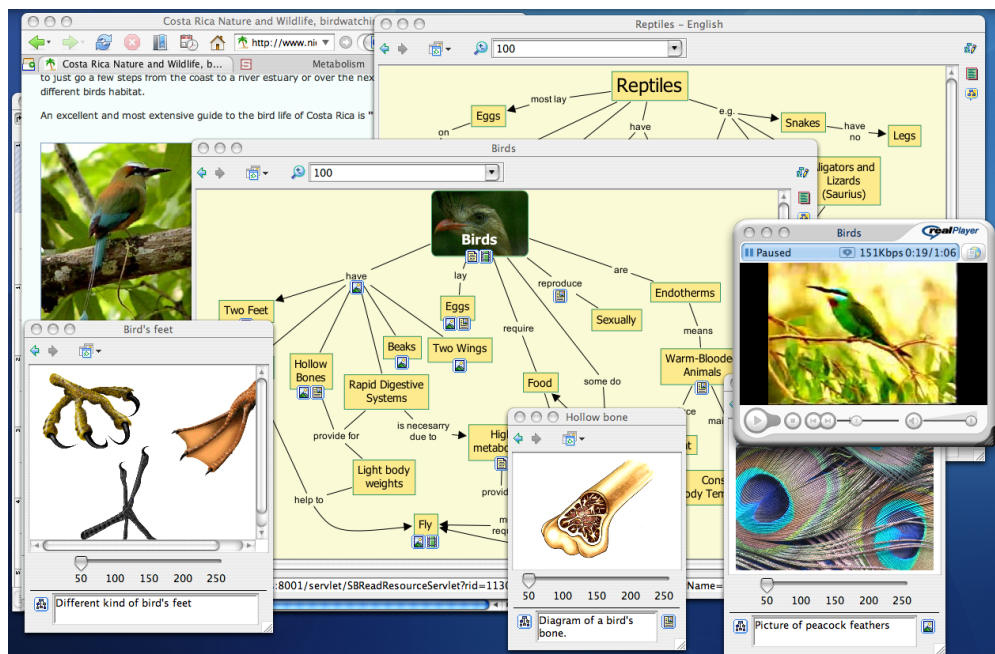 Costa Rica Nature and Wildlife, birdwatchin
http://www.ni
Costa Rica Nature and Wildlife, b...
Metabolism
to just go a few steps from the coast to a river estuary or over the nex
different birds habitat.
An excellent and most extensive guide to the bird life of Costa Rica is "
Reptiles – English
100
Reptiles
most lay
Eggs
on
have
e.g.
Snakes
have
no
Legs
lligators and
Lizards
(Saurius)
Birds
100
Birds
have
lay
Eggs
reproduce
Sexually
are
Endotherms
means
Warm-Blooded
Animals
Two Feet
Hollow
Bones
Beaks
Two Wings
Rapid Digestive
Systems
require
Food
some do
provide for
is necesarry
due to
High
metabo
provid
Light body
weights
help to
Fly
Cons
ody Temp
:8001/servlet/SBReadResourceServlet?rid=1130
Name=
Bird's feet
50 100 150 200 250
Different kind of bird's feet
Hollow bone
50 100 150 200 250
Diagram of a bird's
bone.
Birds
realPlayer
Paused
151Kbps 0:19/1:06
50 100 150 200 250
Picture of peacock feathers